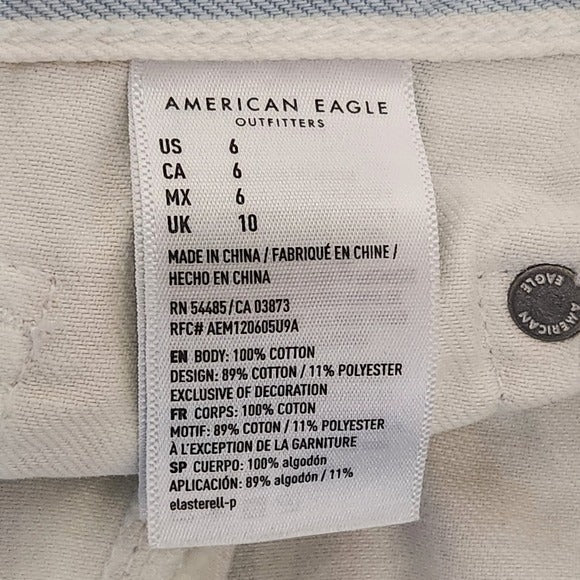 AMERICAN EAGLE
OUTFITTERS
US 6
CA 6
MX 6
UK 10
MADE IN CHINA / FABRIQUÉ EN CHINE /
HECHO EN CHINA
RN 54485/CA 03873
RFC# AEM120605U9A
EN BODY: 100% COTTON
DESIGN: 89% COTTON / 11% POLYESTER
EXCLUSIVE OF DECORATION
FR CORPS: 100% COTON
MOTIF: 89% COTON / 11% POLYESTER
À L'EXCEPTION DE LA GARNITURE
SP CUERPO: 100% algodón
APLICACIÓN: 89% algodón / 11%
elasterell-p
AMERICAN
EAGLE